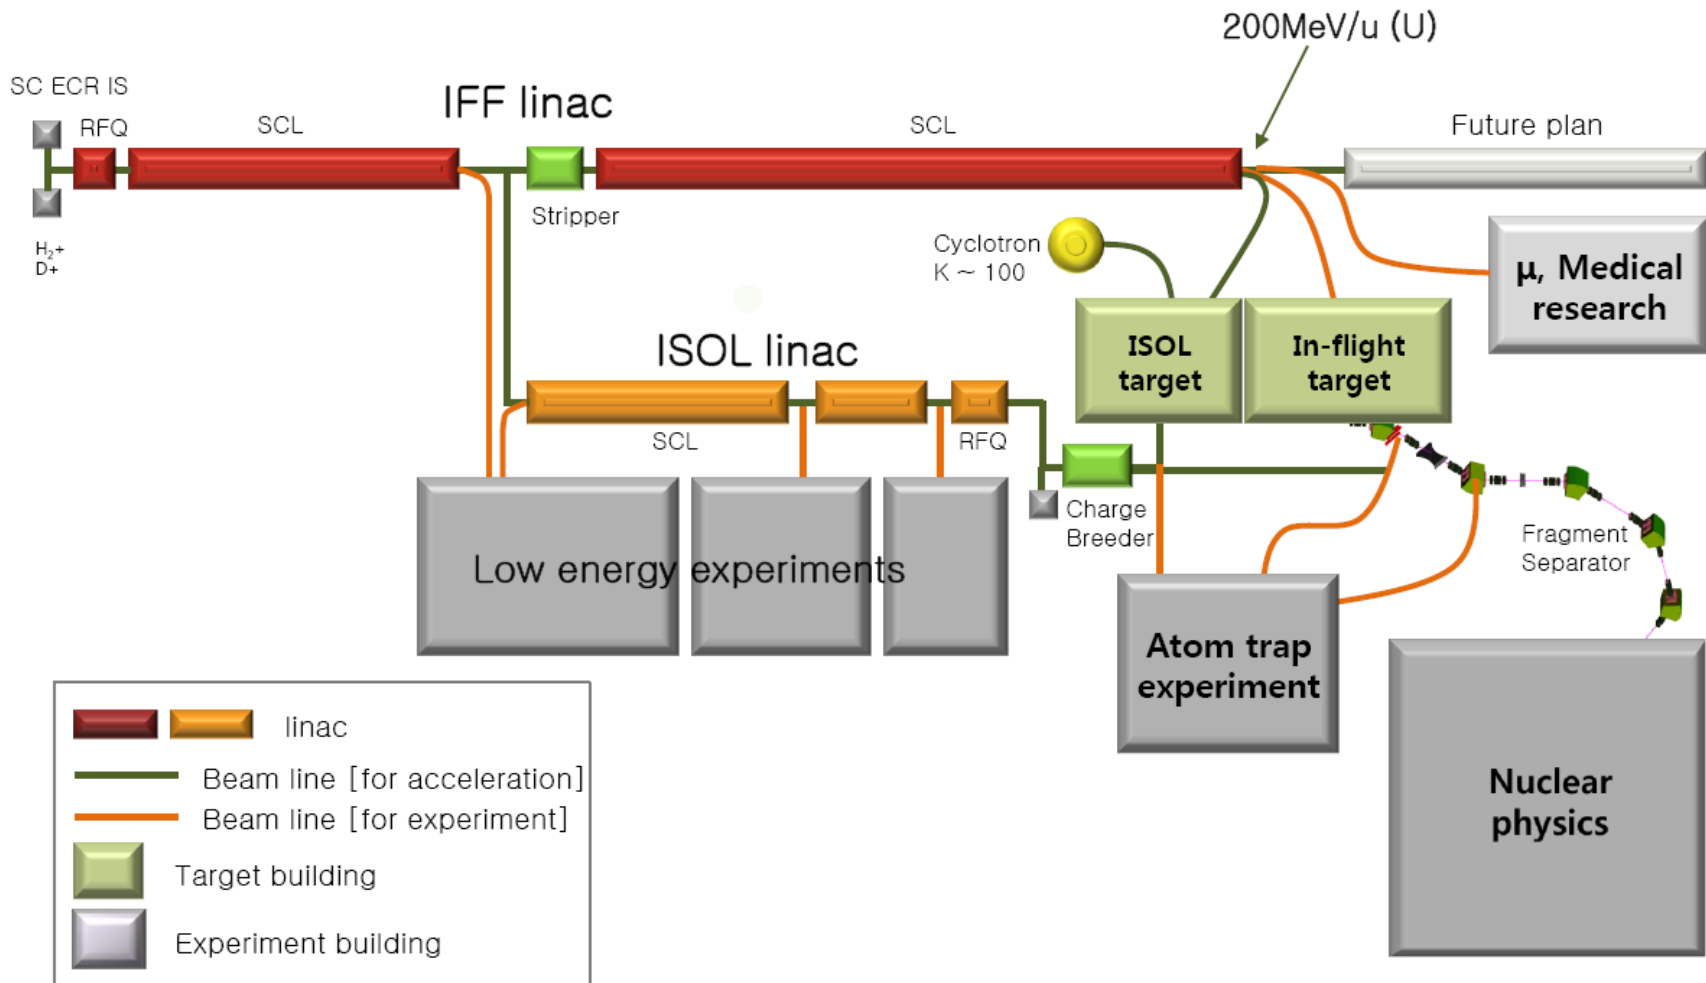 200MeV/u (U)
SC ECR IS
IFF linac
RFQ
SCL
SCL
Future plan
Stripper
H₂+
D+
Cyclotron
K ~ 100
μ, Medical
research
ISOL linac
ISOL
target
In-flight
target
SCL
RFQ
Charge
Breeder
Fragment
Separator
Low energy experiments
Atom trap
experiment
Nuclear
physics
linac
Beam line [for acceleration]
Beam line [for experiment]
Target building
Experiment building